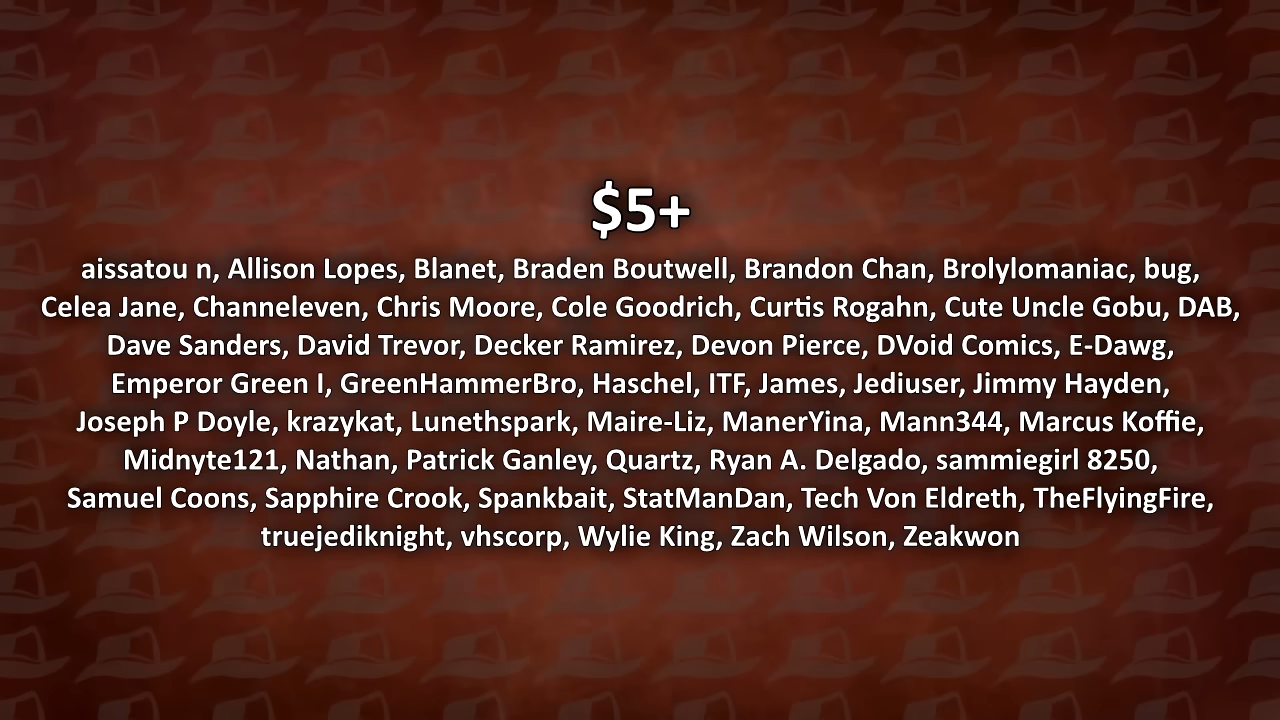 $5+
aissatou n, Allison Lopes, Blanet, Braden Boutwell, Brandon Chan, Brolylomaniac, bug,
Celea Jane, Channeleven, Chris Moore, Cole Goodrich, Curtis Rogahn, Cute Uncle Gobu, DAB,
Dave Sanders, David Trevor, Decker Ramirez, Devon Pierce, DVoid Comics, E-Dawg,
Emperor Green I, GreenHammerBro, Haschel, ITF, James, Jediuser, Jimmy Hayden,
Joseph P Doyle, krazykat, Lunethspark, Maire-Liz, ManerYina, Mann344, Marcus Koffie,
Midnyte121, Nathan, Patrick Ganley, Quartz, Ryan A. Delgado, sammiegirl 8250,
Samuel Coons, Sapphire Crook, Spankbait, StatManDan, Tech Von Eldreth, TheFlyingFire,
truejediknight, vhscorp, Wylie King, Zach Wilson, Zeakwon